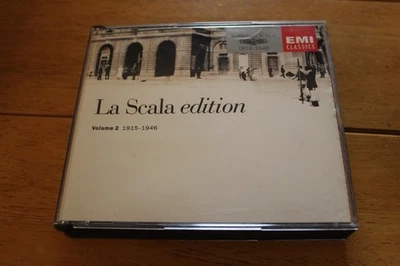 EMI
CLASSICS
La Scala edition
Volume 2 1915-1946